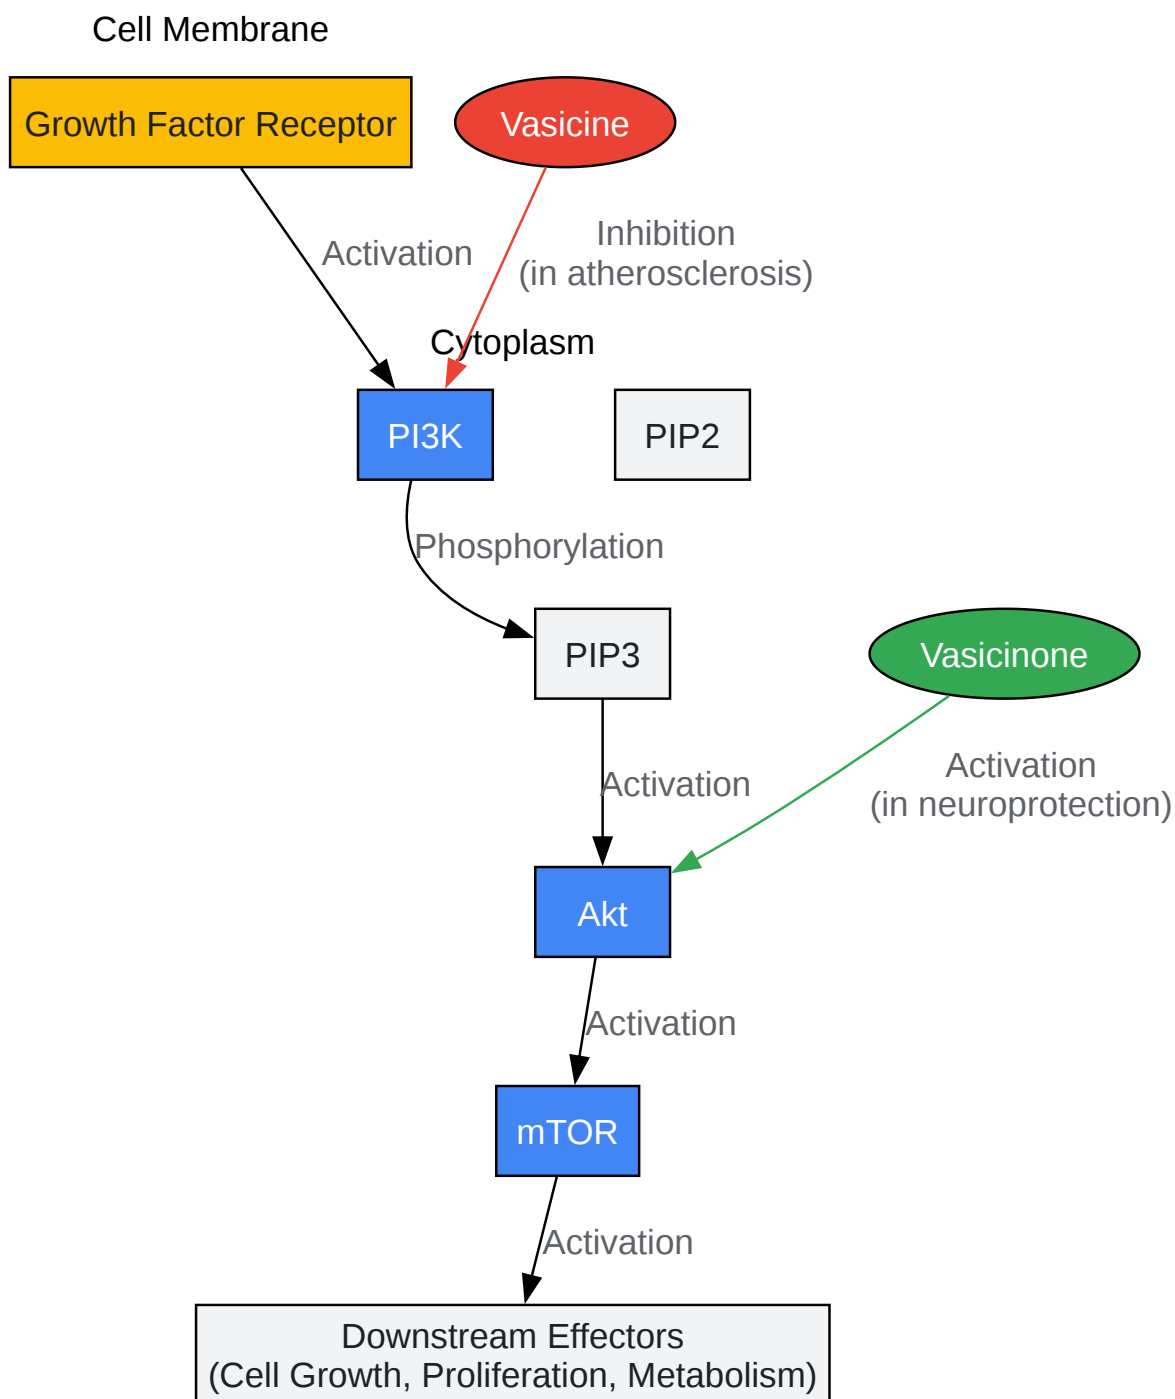 Cell Membrane
Growth Factor Receptor
Vasicine
Activation
Inhibition
(in atherosclerosis)
Cytoplasm
PI3K
PIP2
Phosphorylation
PIP3
Vasicinone
Activation
Activation
(in neuroprotection)
Akt
Activation
mTOR
Activation
Downstream Effectors
(Cell Growth, Proliferation, Metabolism)